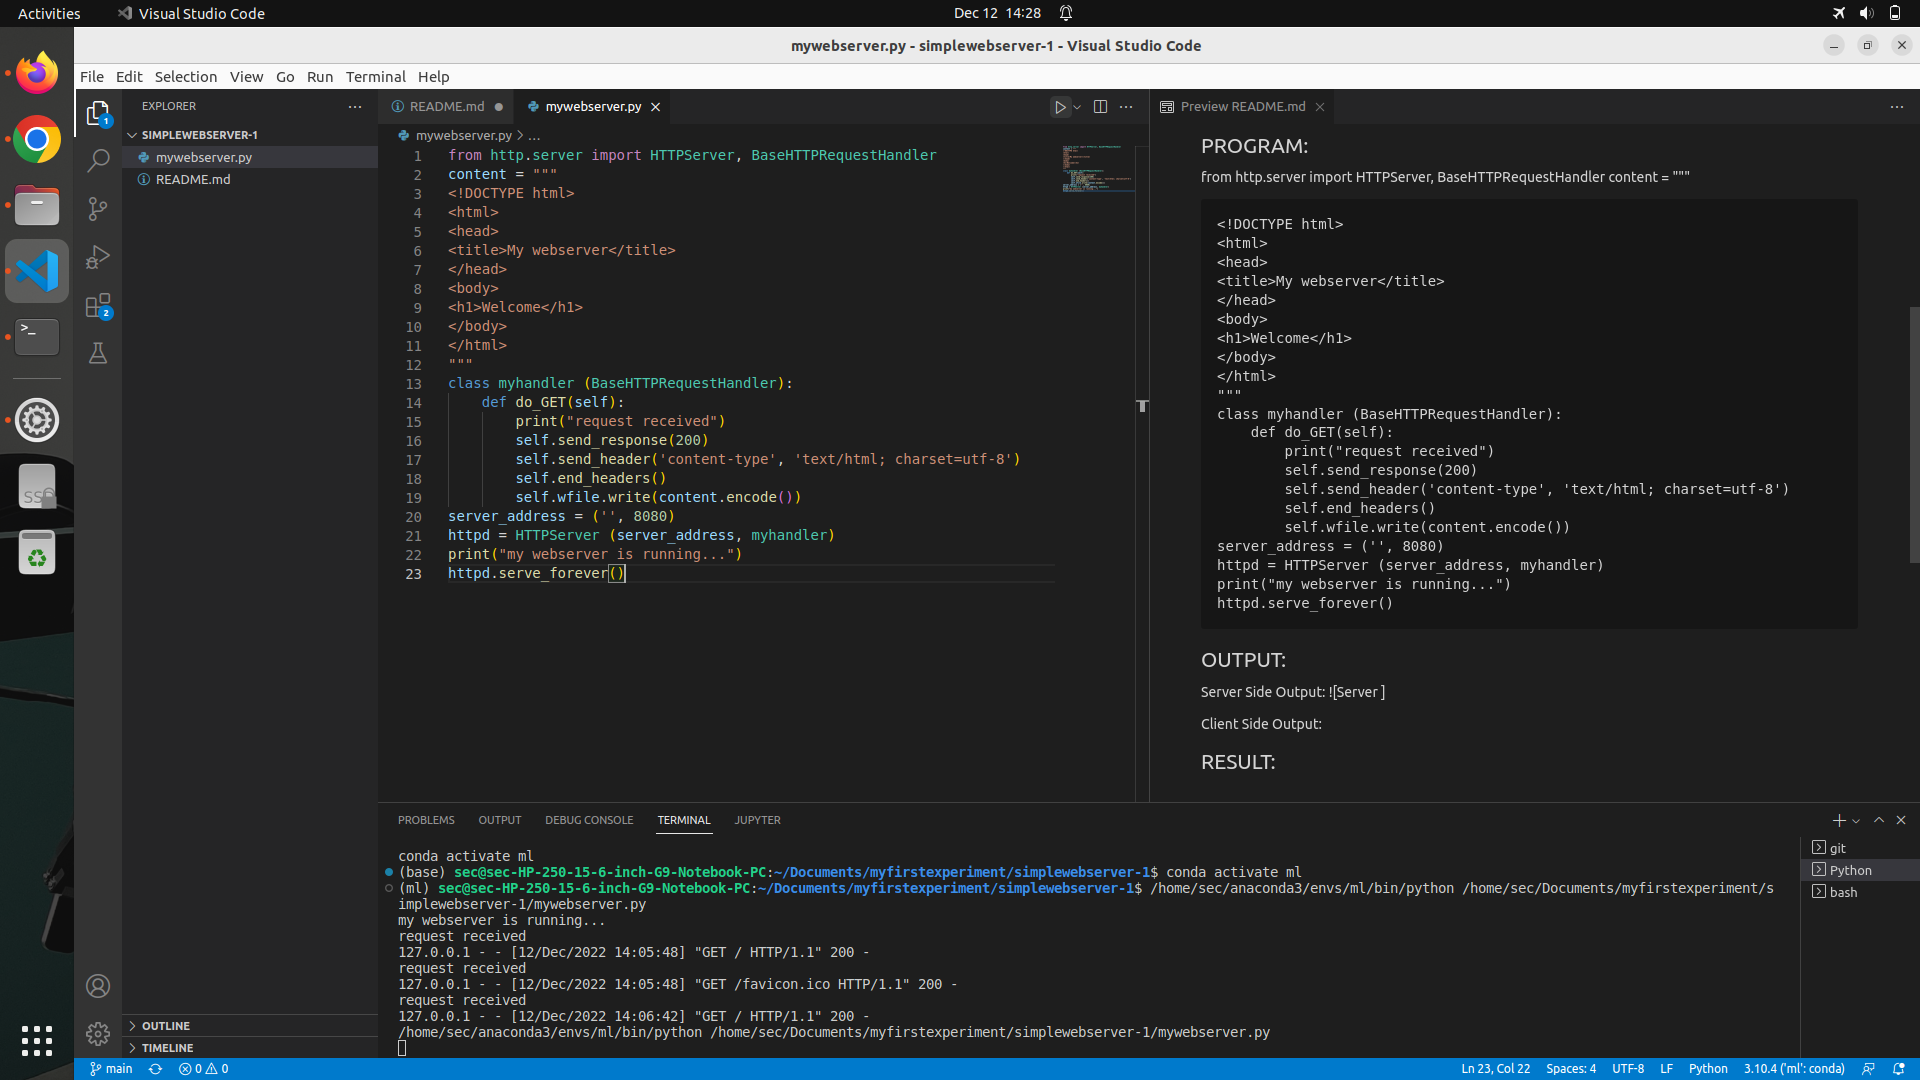 Activities
Visual Studio Code
Dec 12 14:28
mywebserver.py - simplewebserver-1 - Visual Studio Code
File Edit Selection View Go Run Terminal Help
EXPLORER
SIMPLEWEBSERVER-1
mywebserver.py
README.md
1
2
SSD
OUTLINE
TIMELINE
README.md
mywebserver.py
mywebserver.py > ...
1 from http.server import HTTPServer, BaseHTTPRequestHandler
2 content = """
3 <!DOCTYPE html>
4 <html>
5 <head>
6 <title>My webserver</title>
7 </head>
8 <body>
9 <h1>Welcome</h1>
10 </body>
11 </html>
12 """
13 class myhandler (BaseHTTPRequestHandler):
14     def do_GET(self):
15         print("request received")
16         self.send_response(200)
17         self.send_header('content-type', 'text/html; charset=utf-8')
18         self.end_headers()
19         self.wfile.write(content.encode())
20 server_address = ('', 8080)
21 httpd = HTTPServer (server_address, myhandler)
22 print("my webserver is running...")
23 httpd.serve_forever()
Preview README.md
PROGRAM:
from http.server import HTTPServer, BaseHTTPRequestHandler content = """
<!DOCTYPE html>
<html>
<head>
<title>My webserver</title>
</head>
<body>
<h1>Welcome</h1>
</body>
</html>
"""
class myhandler (BaseHTTPRequestHandler):
    def do_GET(self):
        print("request received")
        self.send_response(200)
        self.send_header('content-type', 'text/html; charset=utf-8')
        self.end_headers()
        self.wfile.write(content.encode())
server_address = ('', 8080)
httpd = HTTPServer (server_address, myhandler)
print("my webserver is running...")
httpd.serve_forever()
OUTPUT:
Server Side Output: ![Server ]
Client Side Output:
RESULT:
PROBLEMS OUTPUT DEBUG CONSOLE TERMINAL JUPYTER
conda activate ml
(base) sec@sec-HP-250-15-6-inch-G9-Notebook-PC:~/Documents/myfirstexperiment/simplewebserver-1$ conda activate ml
(ml) sec@sec-HP-250-15-6-inch-G9-Notebook-PC:~/Documents/myfirstexperiment/simplewebserver-1$ /home/sec/anaconda3/envs/ml/bin/python /home/sec/Documents/myfirstexperiment/s
implewebserver-1/mywebserver.py
my webserver is running...
request received
127.0.0.1 - - [12/Dec/2022 14:05:48] "GET / HTTP/1.1" 200 -
request received
127.0.0.1 - - [12/Dec/2022 14:05:48] "GET /favicon.ico HTTP/1.1" 200 -
request received
127.0.0.1 - - [12/Dec/2022 14:06:42] "GET / HTTP/1.1" 200 -
/home/sec/anaconda3/envs/ml/bin/python /home/sec/Documents/myfirstexperiment/simplewebserver-1/mywebserver.py
git
Python
bash
main
0 0
Ln 23, Col 22 Spaces: 4 UTF-8 LF Python 3.10.4 ('ml': conda)